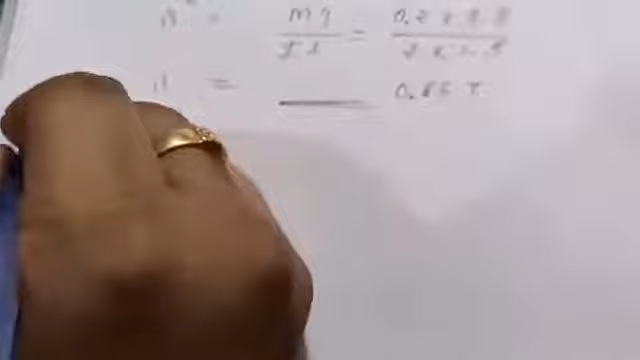 B = mg / Il = 0.2 x 9.8 / 2 x 1.5
B = 0.65 T